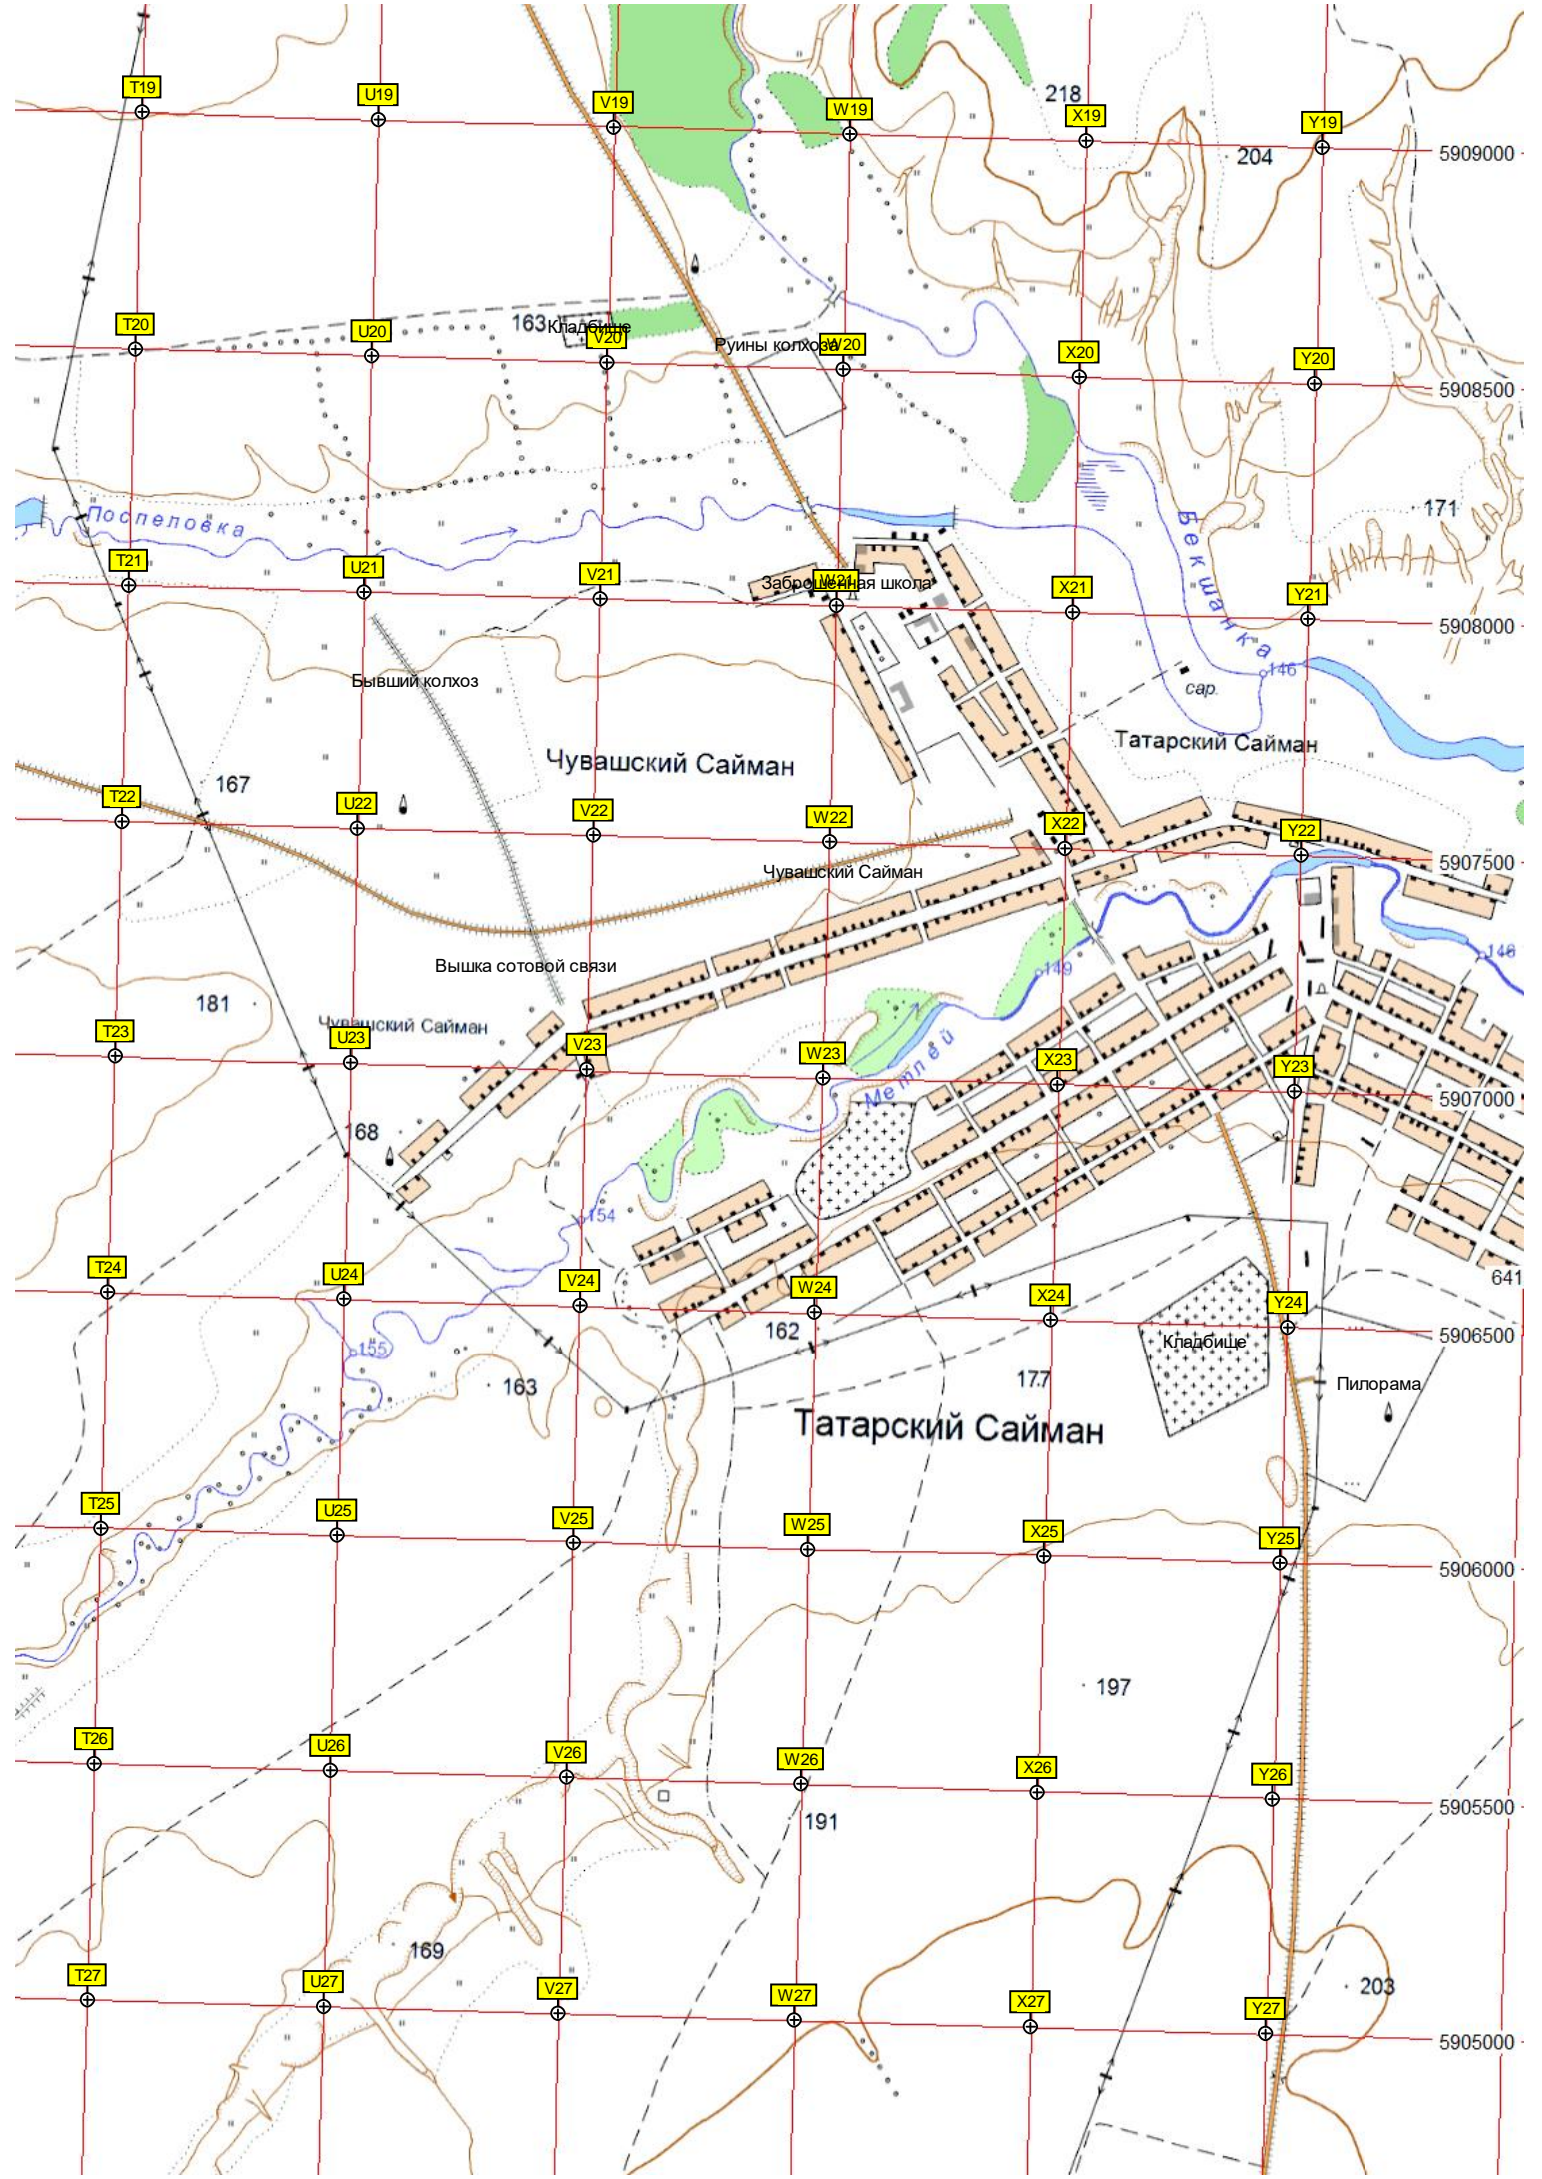 T19
U19
V19
W19
218
X19
Y19
204
5909000
T20
U20
163
Кладбище
V20
Руины колхоза
W20
X20
Y20
5908500
Поспеловка
171
Бекшанка
T21
U21
V21
Заброшенная школа
W21
X21
Y21
5908000
146
сар.
Бывший колхоз
Татарский Сайман
Чувашский Сайман
167
T22
U22
V22
W22
X22
Y22
5907500
Чувашский Сайман
146
Вышка сотовой связи
149
181
Чувашский Сайман
T23
U23
V23
W23
Метлей
X23
Y23
5907000
168
154
T24
U24
V24
W24
X24
641
Y24
162
5906500
Кладбище
155
163
177
Пилорама
Татарский Сайман
T25
U25
V25
W25
X25
Y25
5906000
197
T26
U26
V26
W26
X26
Y26
5905500
191
169
T27
U27
V27
W27
X27
203
Y27
5905000